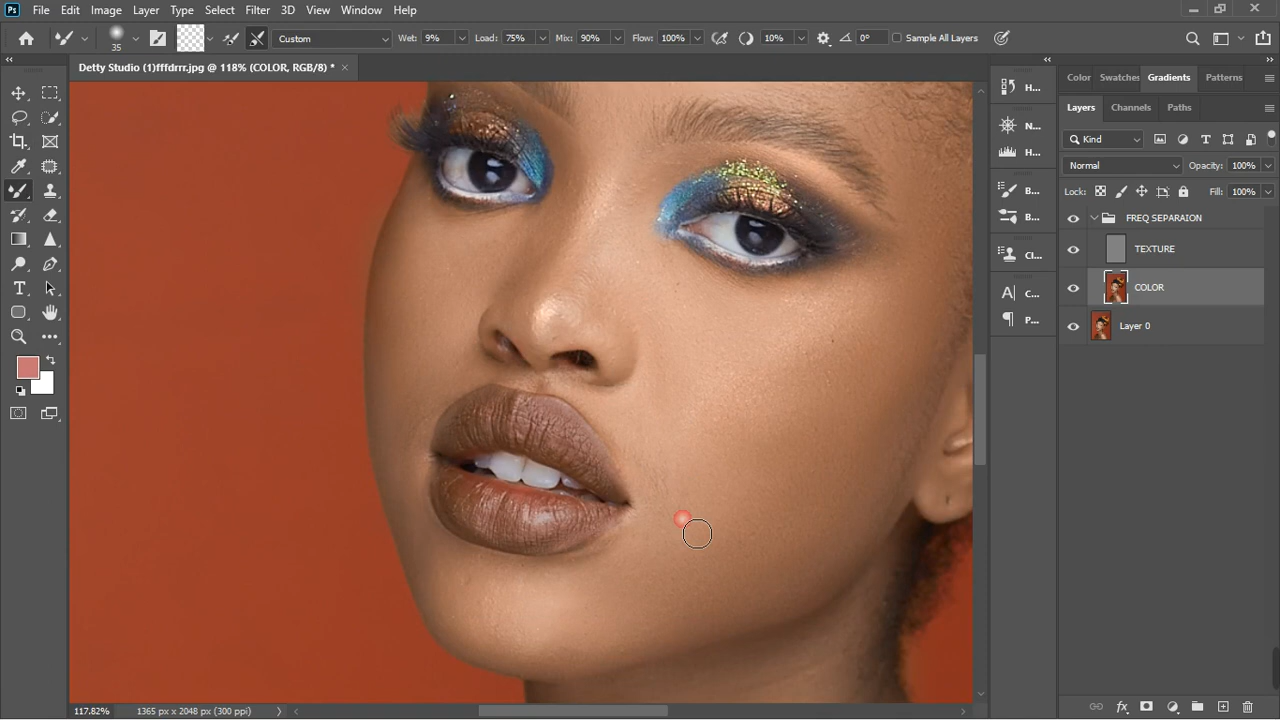 Ps File Edit Image Layer Type Select Filter 3D View Window Help
35 Custom Wet: 9% Load: 75% Mix: 90% Flow: 100% 10% 0° Sample All Layers
Detty Studio (1)fffdrrr.jpg @ 118% (COLOR, RGB/8) * ×
H...
N...
H...
B...
B...
Cl...
C...
P...
Color Swatches Gradients Patterns
Layers Channels Paths
Kind
Normal Opacity: 100%
Lock: Fill: 100%
FREQ SEPARAION
TEXTURE
COLOR
Layer 0
117.82% 1365 px x 2048 px (300 ppi)